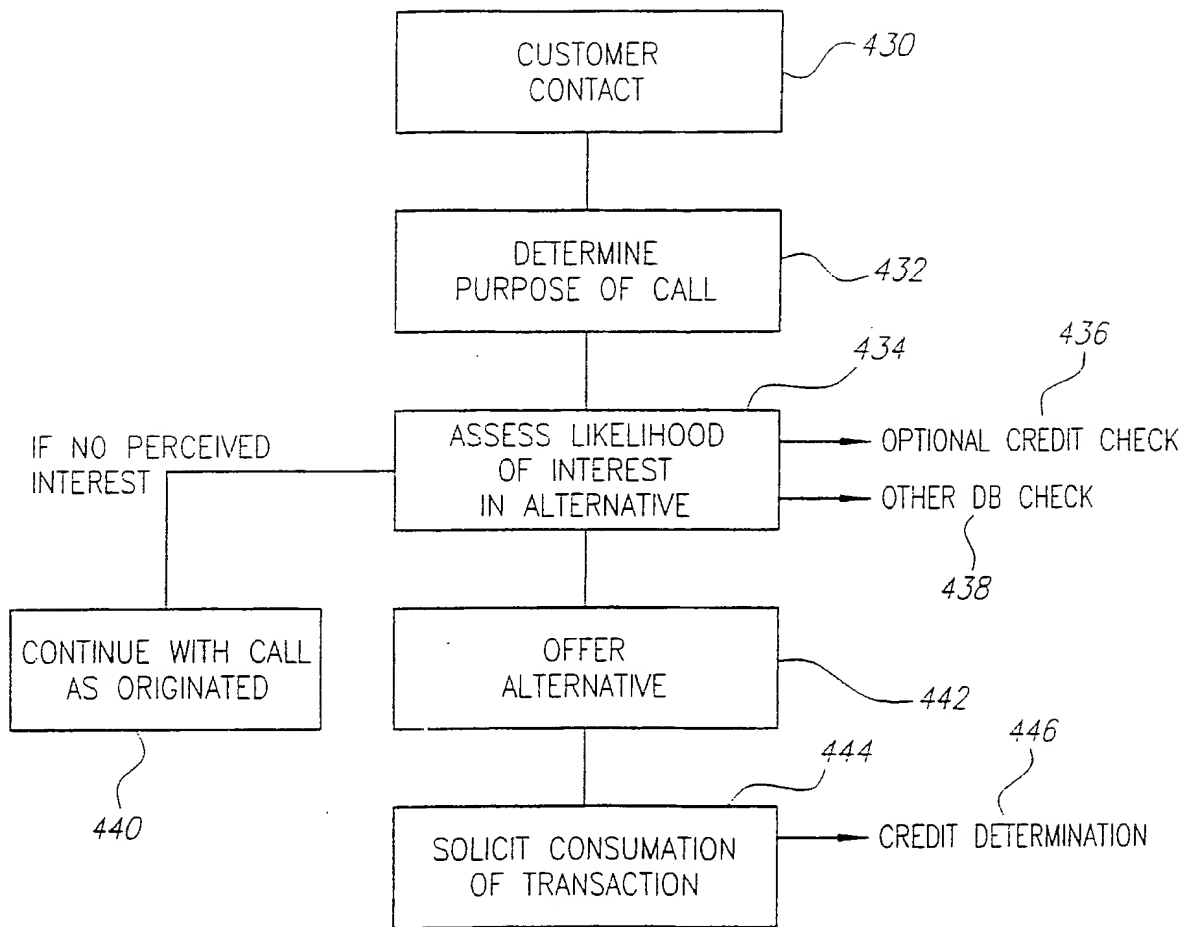 CUSTOMER
CONTACT
430
DETERMINE
PURPOSE OF CALL
432
434
436
IF NO PERCEIVED
INTEREST
ASSESS LIKELIHOOD
OF INTEREST
IN ALTERNATIVE
OPTIONAL CREDIT CHECK
OTHER DB CHECK
438
CONTINUE WITH CALL
AS ORIGINATED
440
OFFER
ALTERNATIVE
442
444
446
SOLICIT CONSUMATION
OF TRANSACTION
CREDIT DETERMINATION